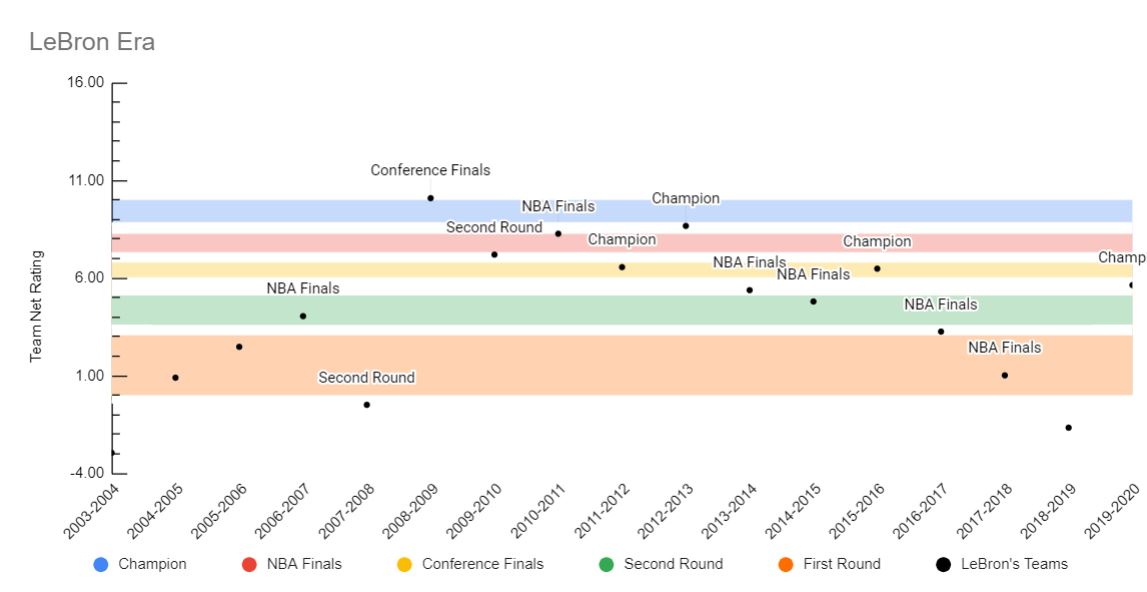 LeBron Era
16.00
11.00
6.00
1.00
-4.00
Team Net Rating
Conference Finals
NBA Finals
Champion
Second Round
Champion
Champion
NBA Finals
NBA Finals
Champ
NBA Finals
NBA Finals
NBA Finals
Second Round
2003-2004
2004-2005
2005-2006
2006-2007
2007-2008
2008-2009
2009-2010
2010-2011
2011-2012
2012-2013
2013-2014
2014-2015
2015-2016
2016-2017
2017-2018
2018-2019
2019-2020
Champion
NBA Finals
Conference Finals
Second Round
First Round
LeBron's Teams